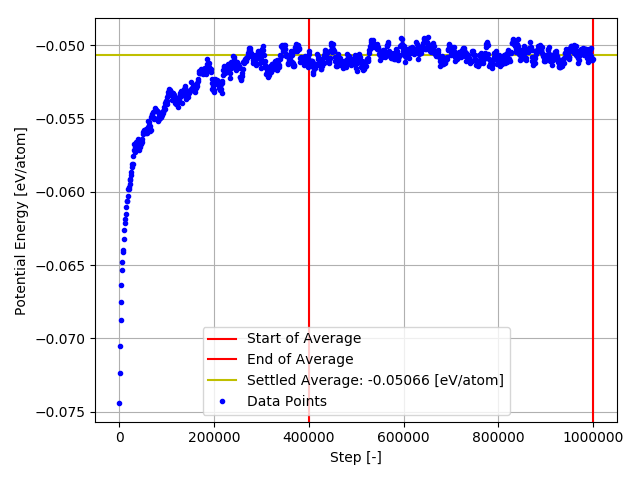 −0.050
−0.055
−0.060
−0.065
−0.070
−0.075
Potential Energy [eV/atom]
Start of Average
End of Average
Settled Average: -0.05066 [eV/atom]
Data Points
0 200000 400000 600000 800000 1000000
Step [-]